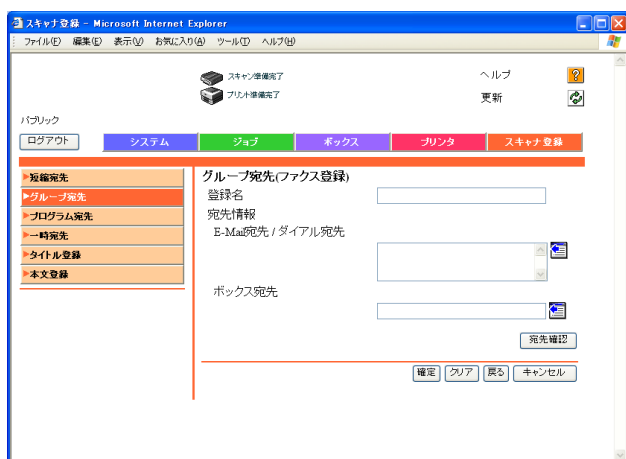 スキャナ登録 - Microsoft Internet Explorer
ファイル(F) 編集(E) 表示(V) お気に入り(A) ツール(T) ヘルプ(H)
スキャン準備完了
ヘルプ
?
プリント準備完了
更新
パブリック
ログアウト
システム
ジョブ
ボックス
プリンタ
スキャナ登録
短縮宛先
グループ宛先
プログラム宛先
一時宛先
タイトル登録
本文登録
グループ宛先(ファクス登録)
登録名
宛先情報
E-Mail宛先 / ダイアル宛先
ボックス宛先
宛先確認
確定 クリア 戻る キャンセル